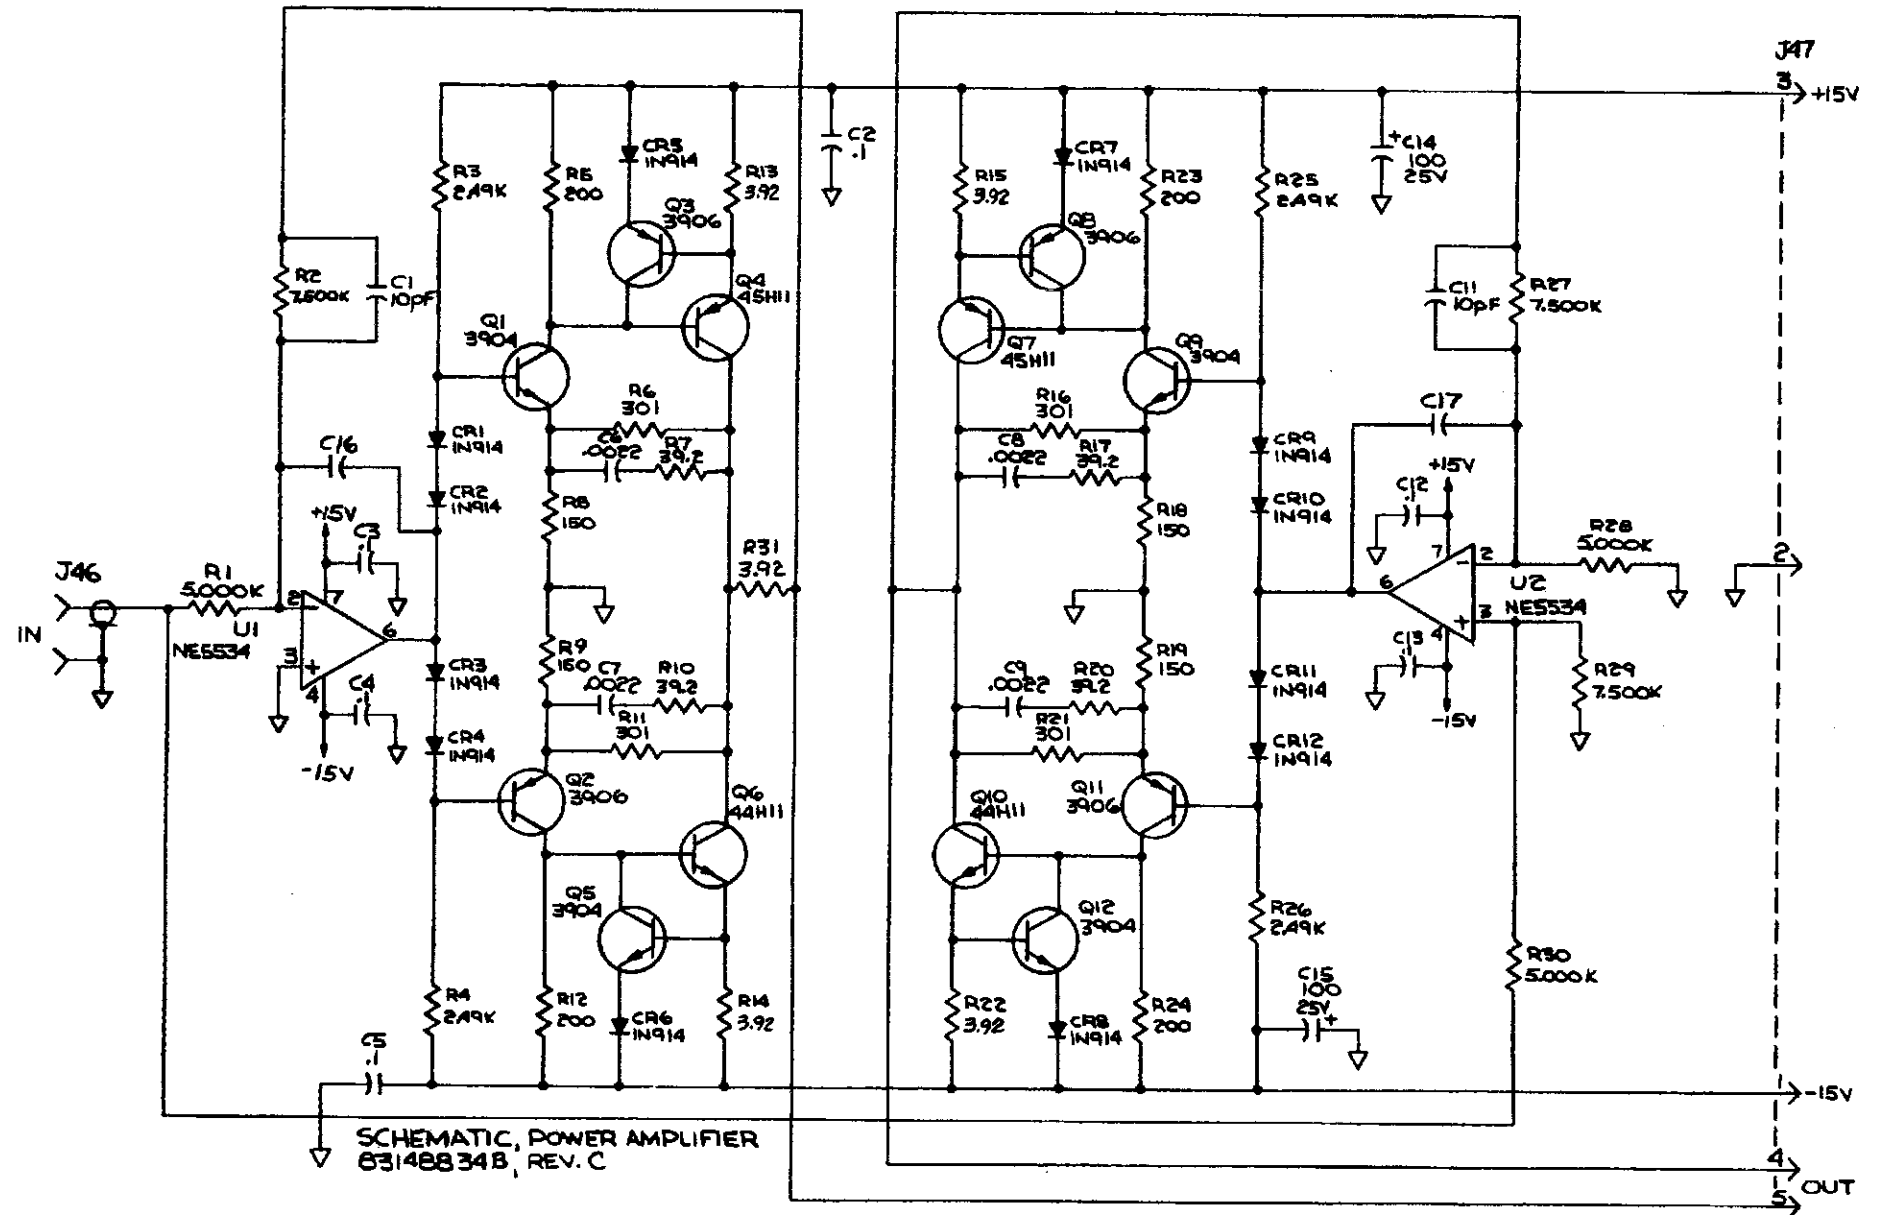 J47
3
+15V
CR5
1N914
C2
.1
CR7
1N914
+
C14
100
25V
R3
2.49K
R5
200
R13
3.92
R15
3.92
R23
200
R25
2.49K
Q3
3906
Q8
3906
R2
7.500K
C1
10pF
Q4
45H11
C11
10pF
R27
7.500K
Q1
3904
Q7
45H11
Q9
3904
R6
301
R16
301
C17
C16
CR1
1N914
C6
.0022
R7
39.2
C8
.0022
R17
39.2
CR9
1N914
+15V
CR2
1N914
R8
150
CR10
1N914
C12
.1
+15V
C3
.1
R18
150
R28
5.000K
R31
3.92
7
2
2
J46
R1
5.000K
2
7
6
U2
NE5534
IN
U1
NE5534
6
3
3
+
4
+
4
R9
150
C7
.0022
R10
39.2
C9
.0022
R20
39.2
R19
150
C13
.1
CR3
1N914
CR11
1N914
R29
7.500K
C4
.1
R11
301
R21
301
-15V
CR4
1N914
CR12
1N914
-15V
Q2
3906
Q6
44H11
Q10
44H11
Q11
3906
Q5
3904
Q12
3904
R26
2.49K
R30
5.000K
R4
2.49K
R12
200
CR6
1N914
R14
3.92
R22
3.92
CR8
1N914
R24
200
C15
100
25V
+
C5
.1
1
-15V
SCHEMATIC, POWER AMPLIFIER
83148834B, REV. C
4
OUT
5